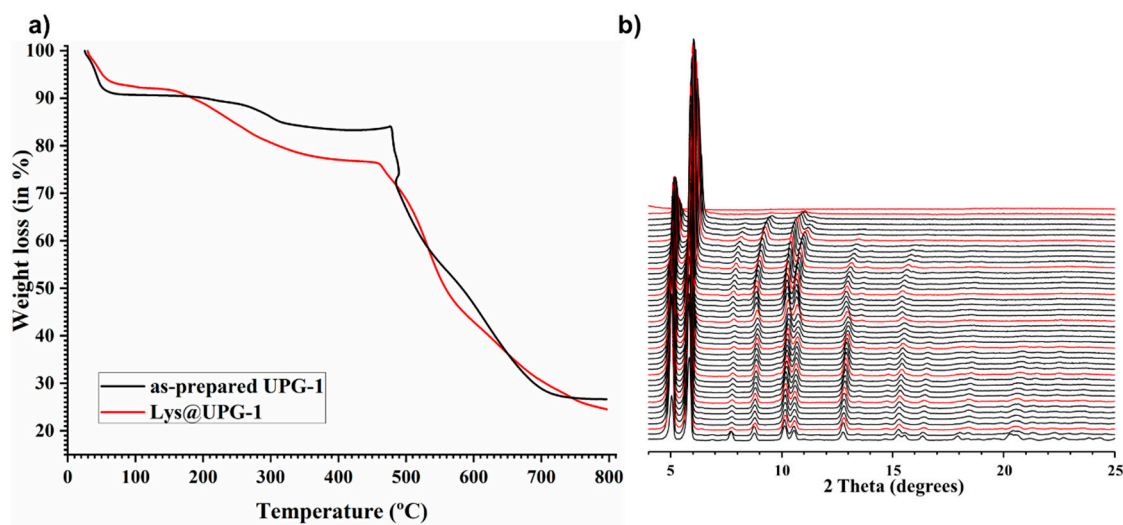 a)
100
90
80
70
60
50
40
30
20
Weight loss (in %)
as-prepared UPG-1
Lys@UPG-1
0 100 200 300 400 500 600 700 800
Temperature (ºC)
b)
5 10 15 20 25
2 Theta (degrees)